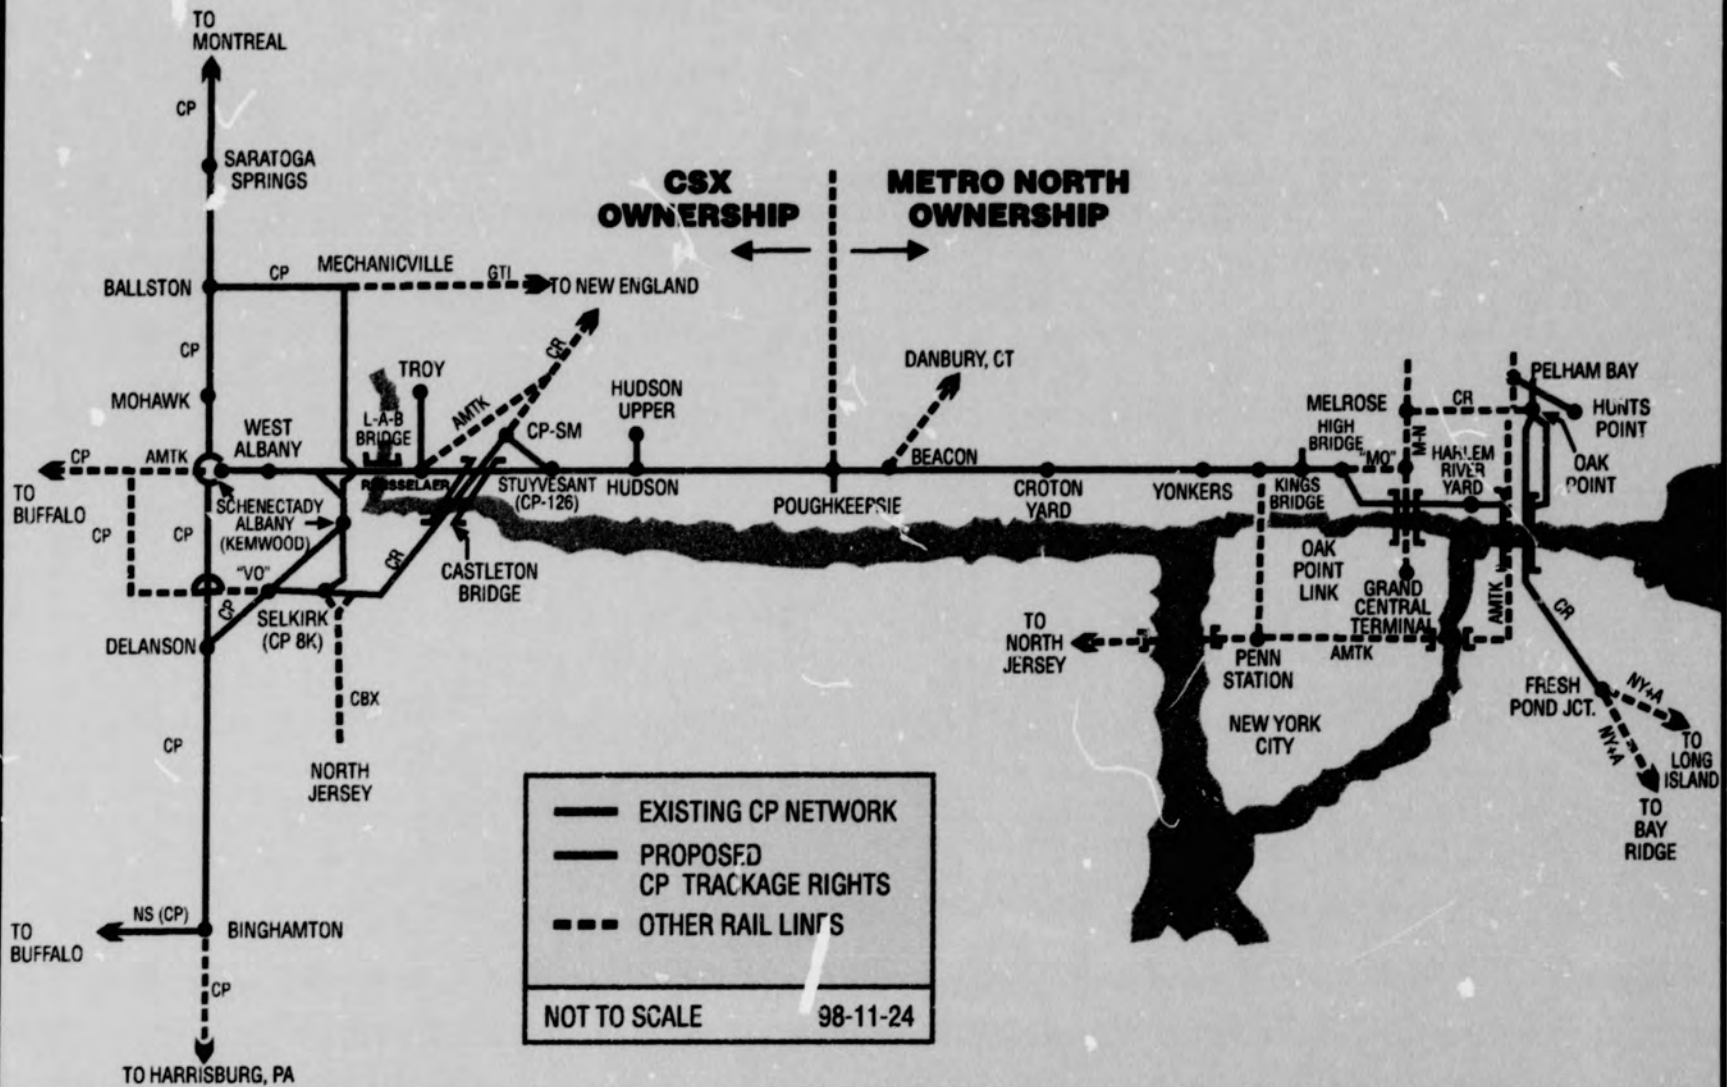 TO
MONTREAL
CP
SARATOGA
SPRINGS
CSX
OWNERSHIP
METRO NORTH
OWNERSHIP
BALLSTON
CP
MECHANICVILLE
GTI
TO NEW ENGLAND
CP
MOHAWK
TROY
L-A-B
BRIDGE
AMTK
CR
CP-SM
HUDSON
UPPER
DANBURY, CT
PELHAM BAY
MELROSE
CR
HUNTS
POINT
HIGH
BRIDGE
"MO"
M-N
HARLEM
RIVER
YARD
OAK
POINT
WEST
ALBANY
CP
AMTK
TO
BUFFALO
SCHENECTADY
ALBANY
(KEMWOOD)
STUYVESANT
(CP-126)
HUDSON
POUGHKEEPSIE
BEACON
CROTON
YARD
YONKERS
KINGS
BRIDGE
CP
CP
CR
CASTLETON
BRIDGE
OAK
POINT
LINK
GRAND
CENTRAL
TERMINAL
AMTK
CR
"VO"
CP
SELKIRK
(CP 8K)
DELANSON
CBX
NORTH
JERSEY
TO
NORTH
JERSEY
PENN
STATION
AMTK
FRESH
POND JCT.
NY+A
NY+A
TO
LONG
ISLAND
TO
BAY
RIDGE
NEW YORK
CITY
CP
EXISTING CP NETWORK
PROPOSED
CP TRACKAGE RIGHTS
OTHER RAIL LINES
NOT TO SCALE 98-11-24
NS (CP)
TO
BUFFALO
BINGHAMTON
CP
TO HARRISBURG, PA